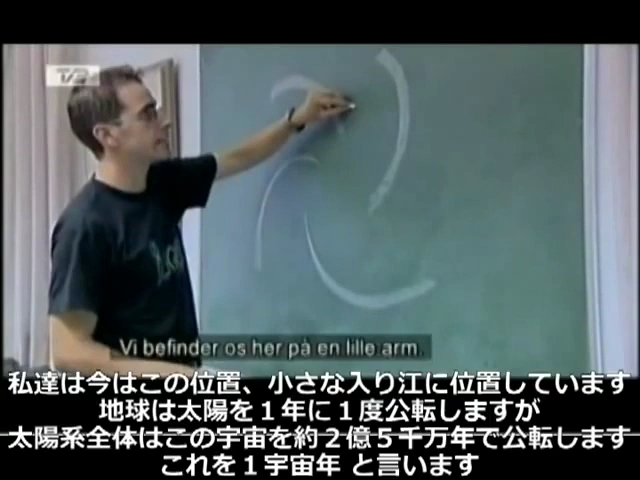 TV2
Vi befinder os her på en lille arm.
私達は今はこの位置、小さな入り江に位置しています
地球は太陽を１年に１度公転しますが
太陽系全体はこの宇宙を約２億５千万年で公転します
これを１宇宙年 と言います